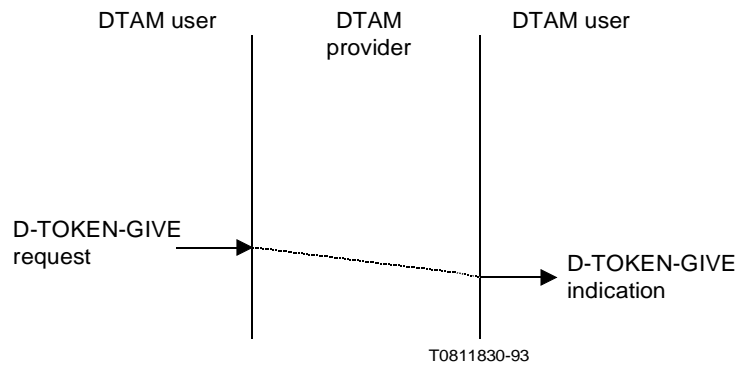 DTAM user
DTAM
provider
DTAM user
D-TOKEN-GIVE
request
D-TOKEN-GIVE
indication
T0811830-93